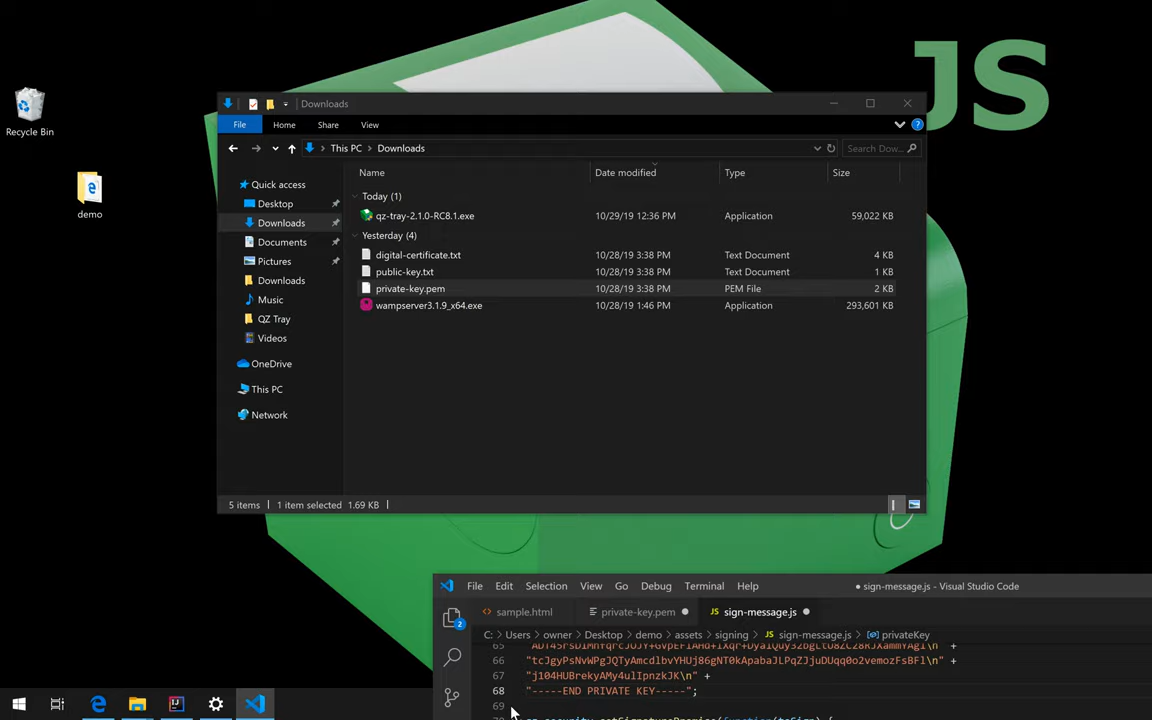 JS
Recycle Bin
demo
Downloads
File Home Share View
This PC Downloads
Search Dow...
Name Date modified Type Size
Quick access
Desktop
Downloads
Documents
Pictures
Downloads
Music
QZ Tray
Videos
OneDrive
This PC
Network
Today (1)
qz-tray-2.1.0-RC8.1.exe 10/29/19 12:36 PM Application 59,022 KB
Yesterday (4)
digital-certificate.txt 10/28/19 3:38 PM Text Document 4 KB
public-key.txt 10/28/19 3:38 PM Text Document 1 KB
private-key.pem 10/28/19 3:38 PM PEM File 2 KB
wampserver3.1.9_x64.exe 10/28/19 1:46 PM Application 293,601 KB
5 items 1 item selected 1.69 KB
File Edit Selection View Go Debug Terminal Help ● sign-message.js - Visual Studio Code
sample.html private-key.pem ● JS sign-message.js ●
C: > Users > owner > Desktop > demo > assets > signing > JS sign-message.js > privateKey
65
66 "tcJgyPsNvWPgJQTyAmcdlbvYHUj86gNT0kApabaJLPqZJjuDUqq0o2vemozFsBFl\n" +
67 "j104HUBrekyAMy4ulIpnzkJK\n" +
68 "-----END PRIVATE KEY-----";
69
2